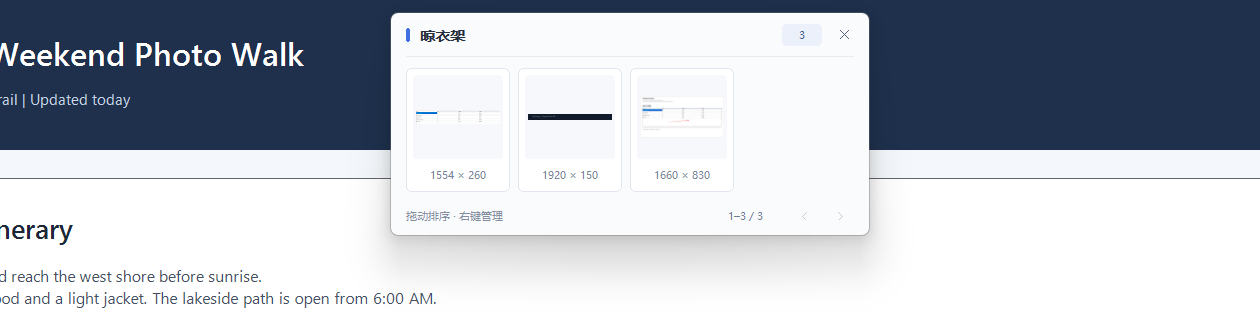 Weekend Photo Walk
rail | Updated today
晾衣架
3
1554 × 260
1920 × 150
1660 × 830
拖动排序 · 右键管理
1–3 / 3
nerary
d reach the west shore before sunrise.
ood and a light jacket. The lakeside path is open from 6:00 AM.